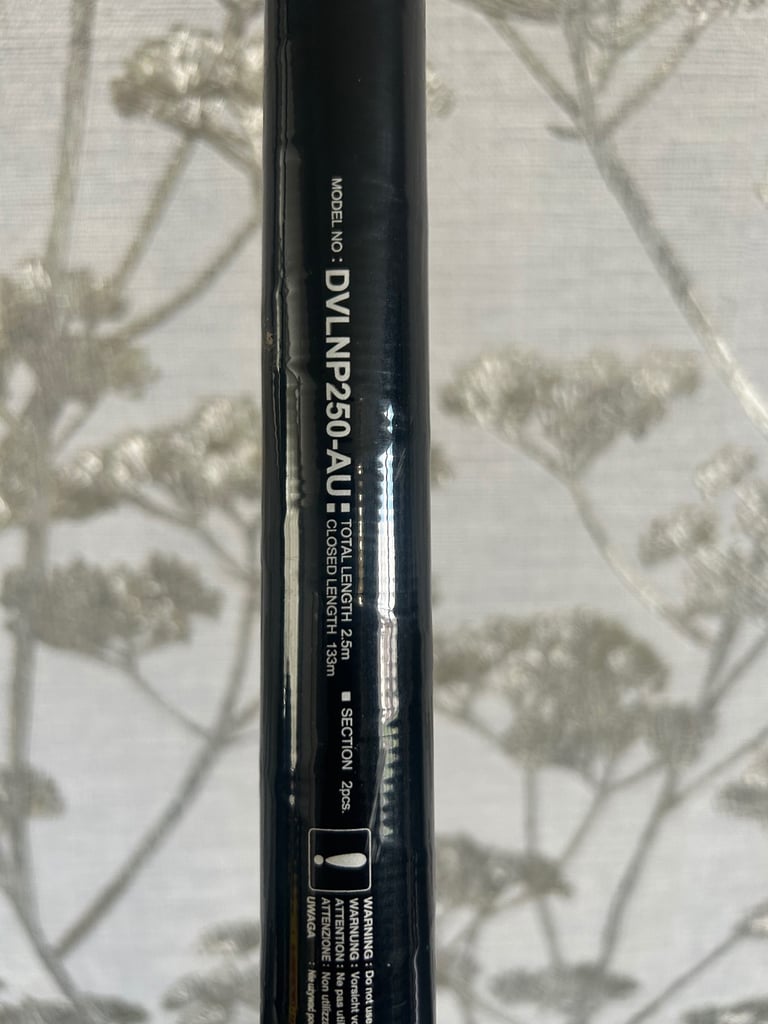 MODEL NO : DVLNP250-AU ■ TOTAL LENGTH 2.5m ■ SECTION 2pcs.
CLOSED LENGTH 133m
WARNING : Do not use
WARNUNG : Vorsicht
ATTENTION : Ne pas
ATTENZIONE : Non
UWAGA :